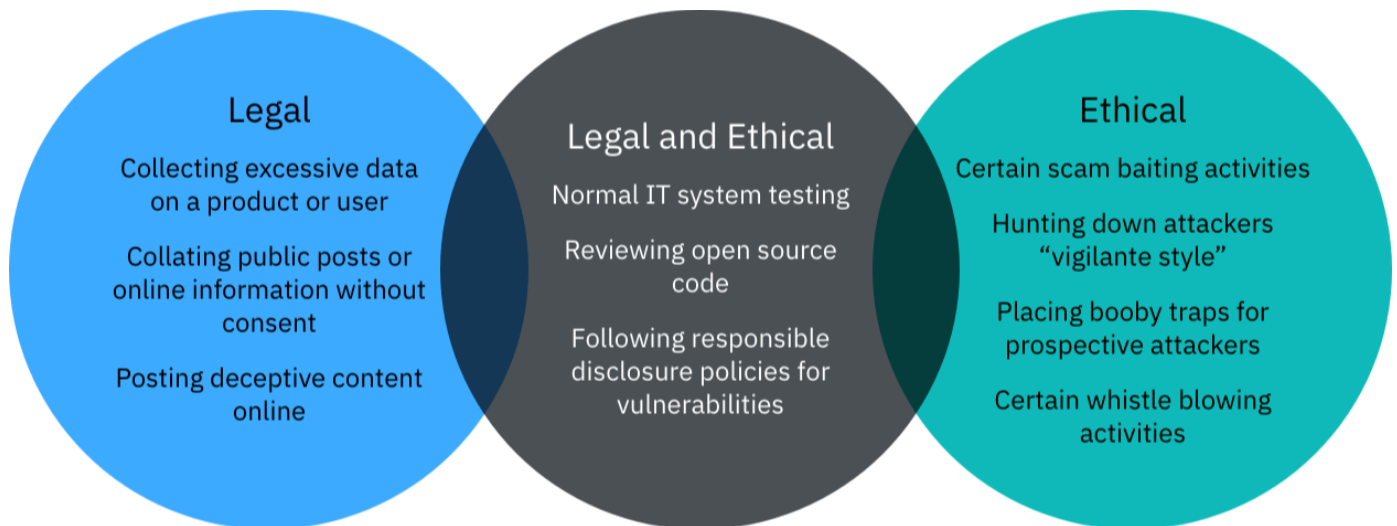 Legal
Collecting excessive data
on a product or user
Collating public posts or
online information without
consent
Posting deceptive content
online
Legal and Ethical
Normal IT system testing
Reviewing open source
code
Following responsible
disclosure policies for
vulnerabilities
Ethical
Certain scam baiting activities
Hunting down attackers
“vigilante style”
Placing booby traps for
prospective attackers
Certain whistle blowing
activities